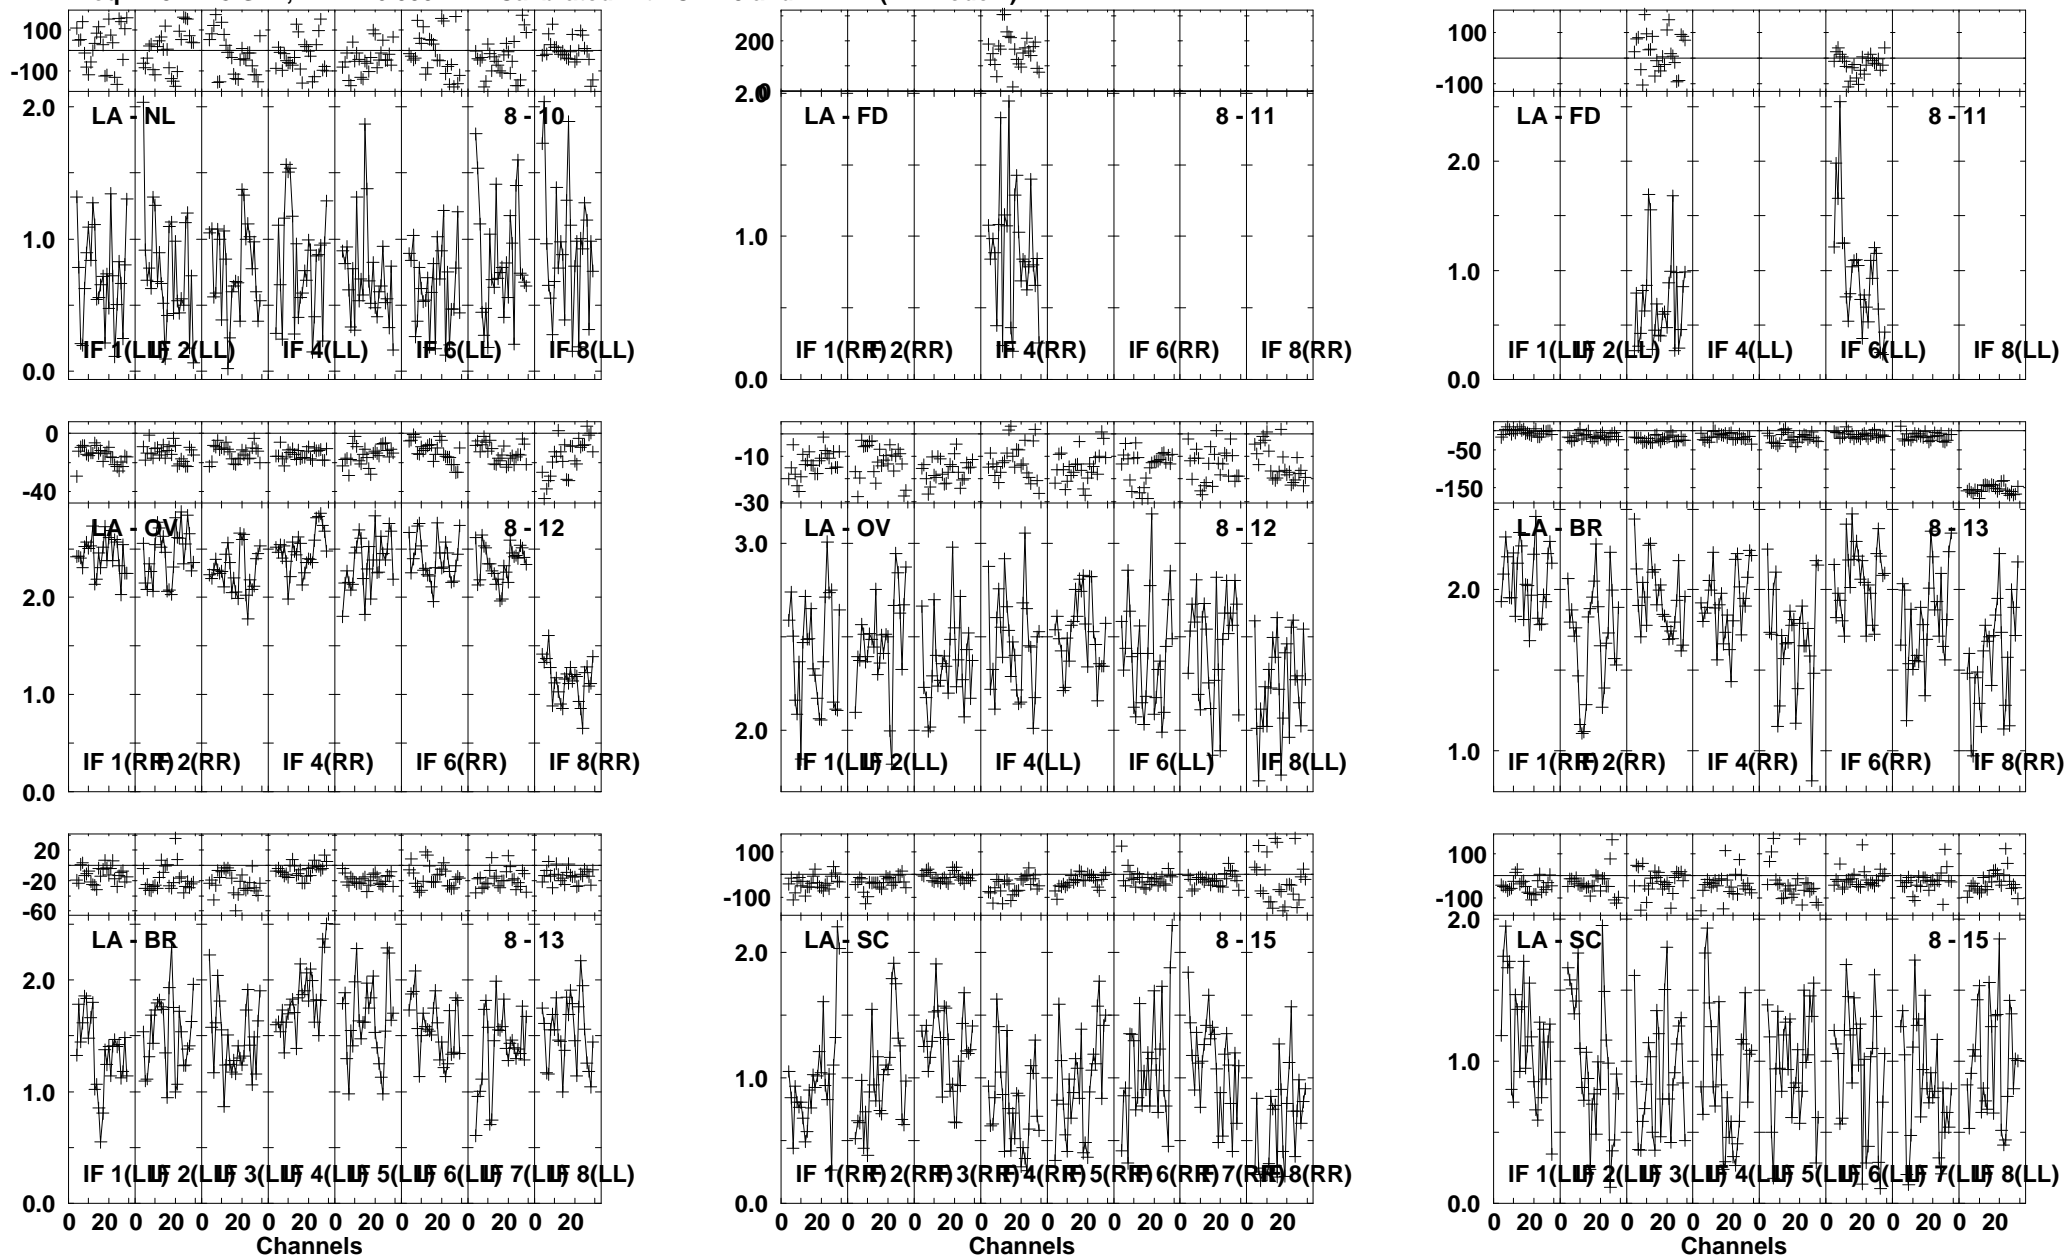 100
-100
2.0
1.0
0.0
LA - NL 8 - 10
IF 1(LL) IF 2(LL) IF 4(LL) IF 6(LL) IF 8(LL)
200
0
2.0
1.0
0.0
LA - FD 8 - 11
IF 1(RR) IF 2(RR) IF 4(RR) IF 6(RR) IF 8(RR)
100
-100
2.0
1.0
0.0
LA - FD 8 - 11
IF 1(LL) IF 2(LL) IF 4(LL) IF 6(LL) IF 8(LL)
0
-40
2.0
1.0
0.0
LA - OV 8 - 12
IF 1(RR) IF 2(RR) IF 4(RR) IF 6(RR) IF 8(RR)
-10
-30
3.0
2.0
LA - OV 8 - 12
IF 1(LL) IF 2(LL) IF 4(LL) IF 6(LL) IF 8(LL)
-50
-150
2.0
1.0
LA - BR 8 - 13
IF 1(RR) IF 2(RR) IF 4(RR) IF 6(RR) IF 8(RR)
20
-20
-60
2.0
1.0
0.0
LA - BR 8 - 13
IF 1(LL) IF 2(LL) IF 3(LL) IF 4(LL) IF 5(LL) IF 6(LL) IF 7(LL) IF 8(LL)
0 20 0 20 0 20 0 20 0 20 0 20 0 20 0 20
Channels
100
-100
2.0
1.0
0.0
LA - SC 8 - 15
IF 1(RR) IF 2(RR) IF 3(RR) IF 4(RR) IF 5(RR) IF 6(RR) IF 7(RR) IF 8(RR)
0 20 0 20 0 20 0 20 0 20 0 20 0 20 0 20
Channels
100
-100
2.0
1.0
0.0
LA - SC 8 - 15
IF 1(LL) IF 2(LL) IF 3(LL) IF 4(LL) IF 5(LL) IF 6(LL) IF 7(LL) IF 8(LL)
0 20 0 20 0 20 0 20 0 20 0 20 0 20 0 20
Channels